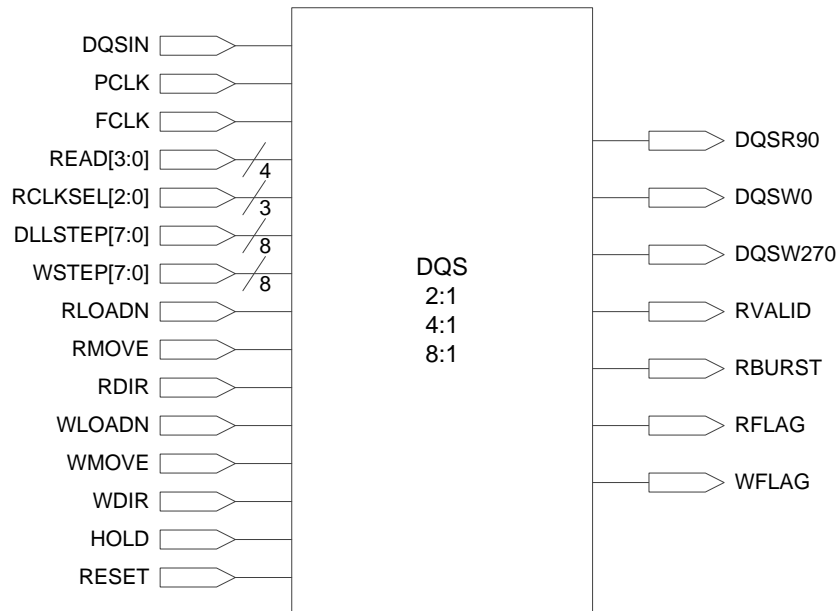 DQSIN
PCLK
FCLK
READ[3:0]
4
RCLKSEL[2:0]
3
DLLSTEP[7:0]
8
WSTEP[7:0]
8
RLOADN
RMOVE
RDIR
WLOADN
WMOVE
WDIR
HOLD
RESET
DQS
2:1
4:1
8:1
DQSR90
DQSW0
DQSW270
RVALID
RBURST
RFLAG
WFLAG